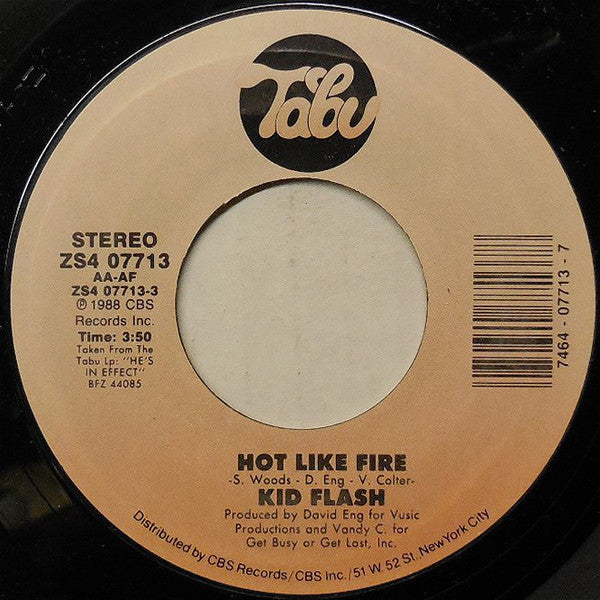 Tabu
STEREO
ZS4 07713
AA-AF
ZS4 07713-3
Ⓟ 1988 CBS
Records Inc.
Time: 3:50
Taken From The
Tabu Lp: "HE'S
IN EFFECT"
BFZ 44085
7464 - 07713 - 7
HOT LIKE FIRE
-S. Woods - D. Eng - V. Colter-
KID FLASH
Produced by David Eng for Vusic
Productions and Vandy C. for
Get Busy or Get Lost, Inc.
Distributed by CBS Records/CBS Inc./51 W. 52 St. New York City